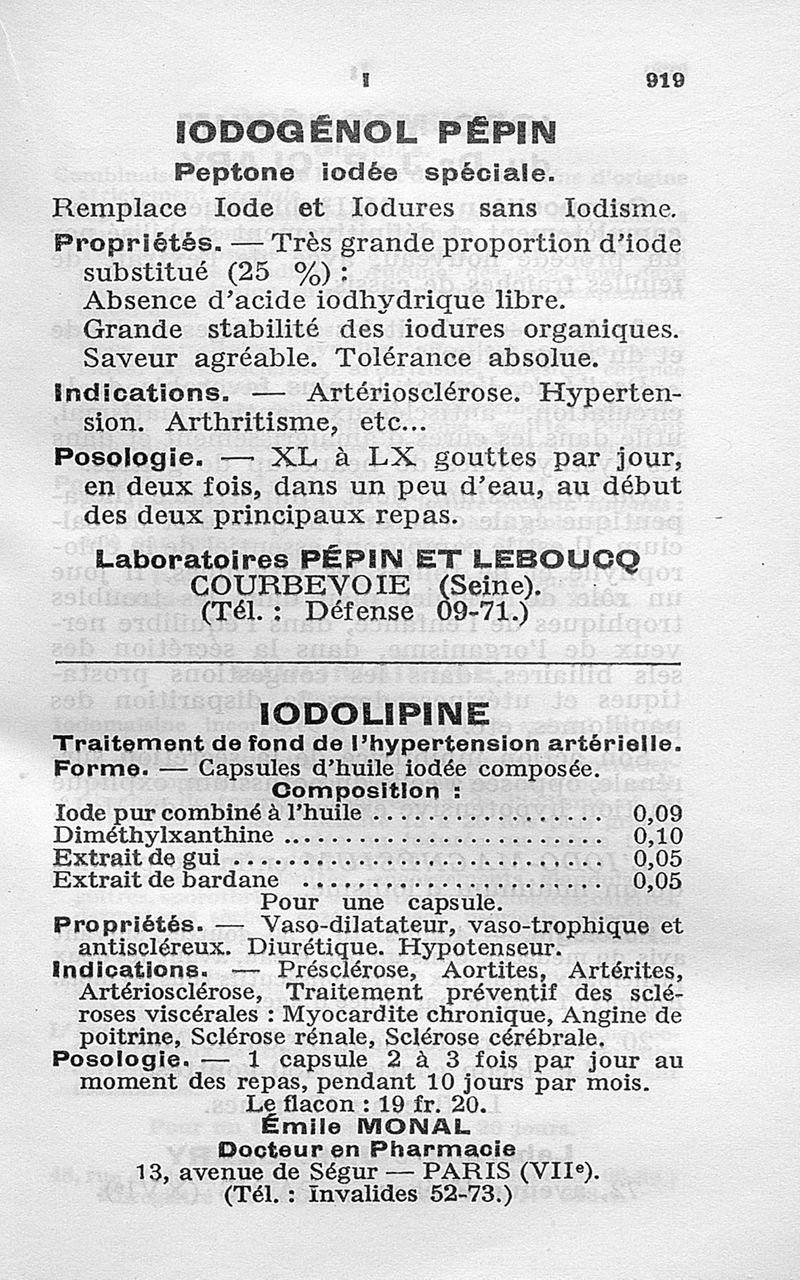 I 919
IODOGÉNOL PÉPIN
Peptone iodée spéciale.
Remplace Iode et Iodures sans Iodisme.
Propriétés. — Très grande proportion d'iode
substitué (25 %) :
Absence d'acide iodhydrique libre.
Grande stabilité des iodures organiques.
Saveur agréable. Tolérance absolue.
Indications. — Artériosclérose. Hyperten-
sion. Arthritisme, etc...
Posologie. — XL à LX gouttes par jour,
en deux fois, dans un peu d'eau, au début
des deux principaux repas.
Laboratoires PÉPIN ET LEBOUCQ
COURBEVOIE (Seine).
(Tél. : Défense 09-71.)
IODOLIPINE
Traitement de fond de l'hypertension artérielle.
Forme. — Capsules d'huile iodée composée.
Composition :
Iode pur combiné à l'huile ................. 0,09
Diméthylxanthine ........................ 0,10
Extrait de gui ............................ 0,05
Extrait de bardane ...................... 0,05
Pour une capsule.
Propriétés. — Vaso-dilatateur, vaso-trophique et
antiscléreux. Diurétique. Hypotenseur.
Indications. — Présclérose, Aortites, Artérites,
Artériosclérose, Traitement préventif des sclé-
roses viscérales : Myocardite chronique, Angine de
poitrine, Sclérose rénale, Sclérose cérébrale.
Posologie. — 1 capsule 2 à 3 fois par jour au
moment des repas, pendant 10 jours par mois.
Le flacon : 19 fr. 20.
Émile MONAL
Docteur en Pharmacie
13, avenue de Ségur — PARIS (VIIe).
(Tél. : Invalides 52-73.)